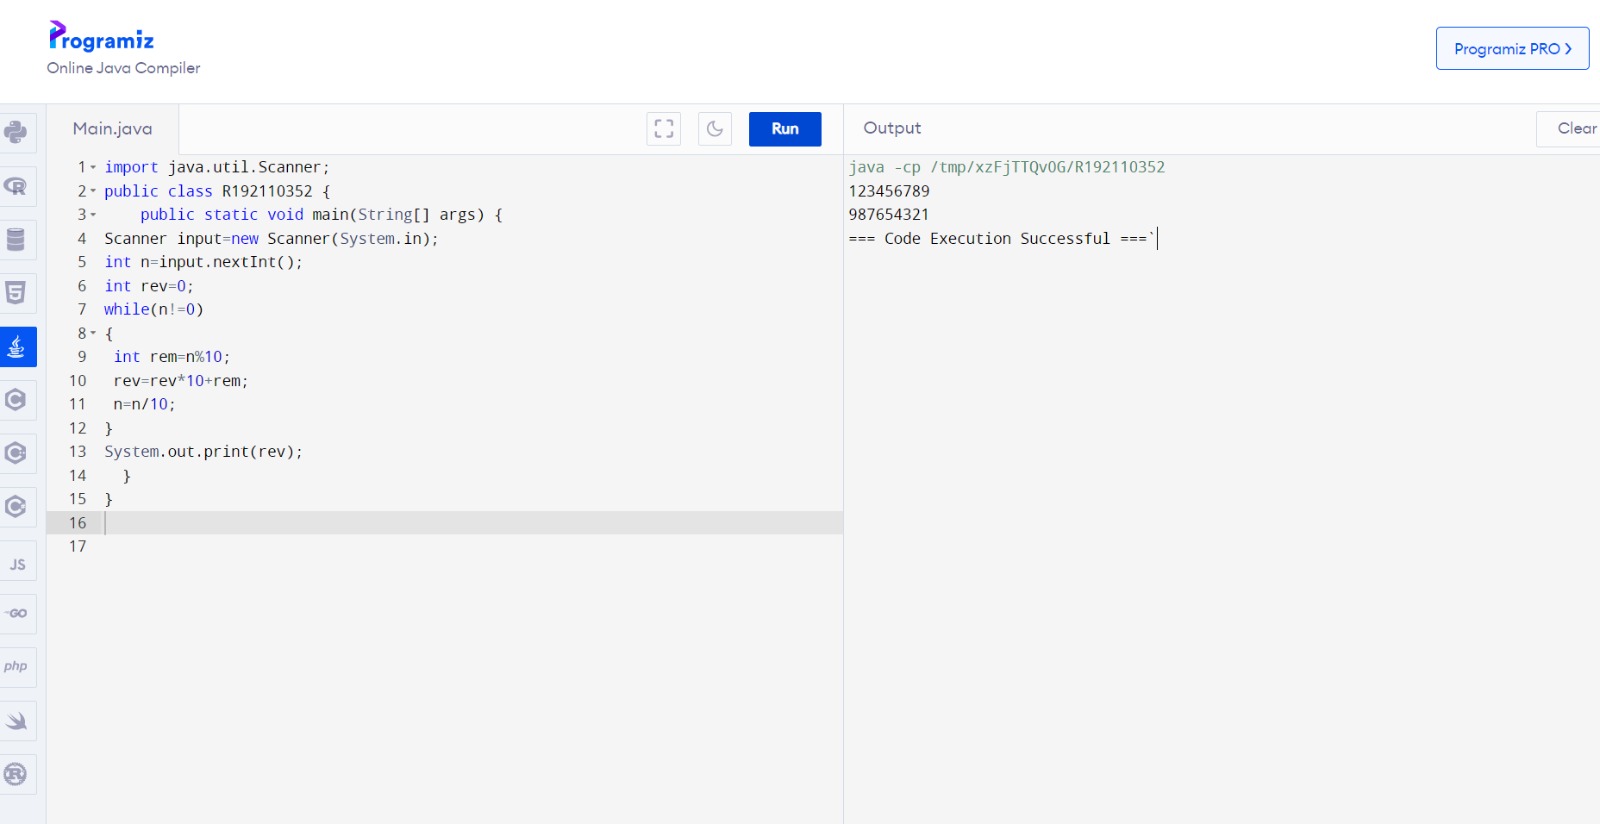 Programiz
Online Java Compiler
Programiz PRO >
Main.java
Run
Output
Clear
1 import java.util.Scanner;
2 public class R192110352 {
3     public static void main(String[] args) {
4 Scanner input=new Scanner(System.in);
5 int n=input.nextInt();
6 int rev=0;
7 while(n!=0)
8 {
9  int rem=n%10;
10  rev=rev*10+rem;
11  n=n/10;
12 }
13 System.out.print(rev);
14   }
15 }
16
17
java -cp /tmp/xzFjTTQvOG/R192110352
123456789
987654321
=== Code Execution Successful ===`
R
5
C
C
C
JS
GO
php
R